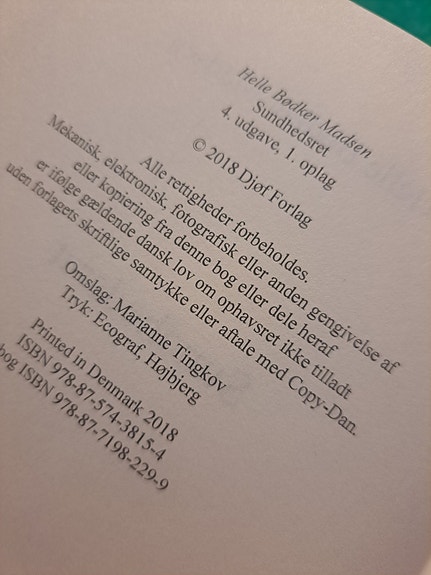 Helle Bødker Madsen
Sundhedsret
4. udgave, 1. oplag
© 2018 Djøf Forlag
Alle rettigheder forbeholdes.
Mekanisk, elektronisk, fotografisk eller anden gengivelse af
eller kopiering fra denne bog eller dele heraf
er ifølge gældende dansk lov om ophavsret ikke tilladt
uden forlagets skriftlige samtykke eller aftale med Copy-Dan.
Omslag: Marianne Tingkov
Tryk: Ecograf, Højbjerg
Printed in Denmark 2018
ISBN 978-87-574-3815-4
bog ISBN 978-87-7198-229-9